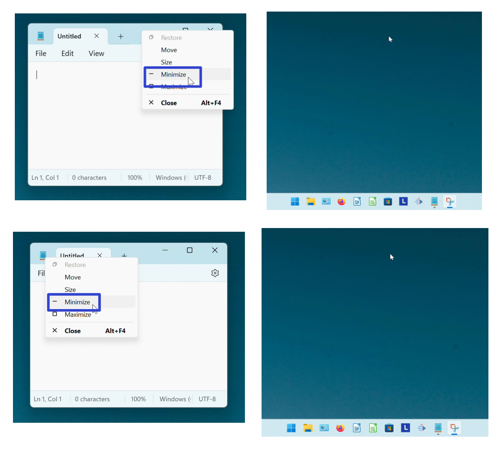 Untitled
File Edit View
Restore
Move
Size
Minimize
Maximize
Close Alt+F4
Ln 1, Col 1 0 characters 100% Windows (
UTF-8
L
Untitled
Fil
Restore
Move
Size
Minimize
Maximize
Close Alt+F4
Ln 1, Col 1 0 characters 100% Windows (
UTF-8
L